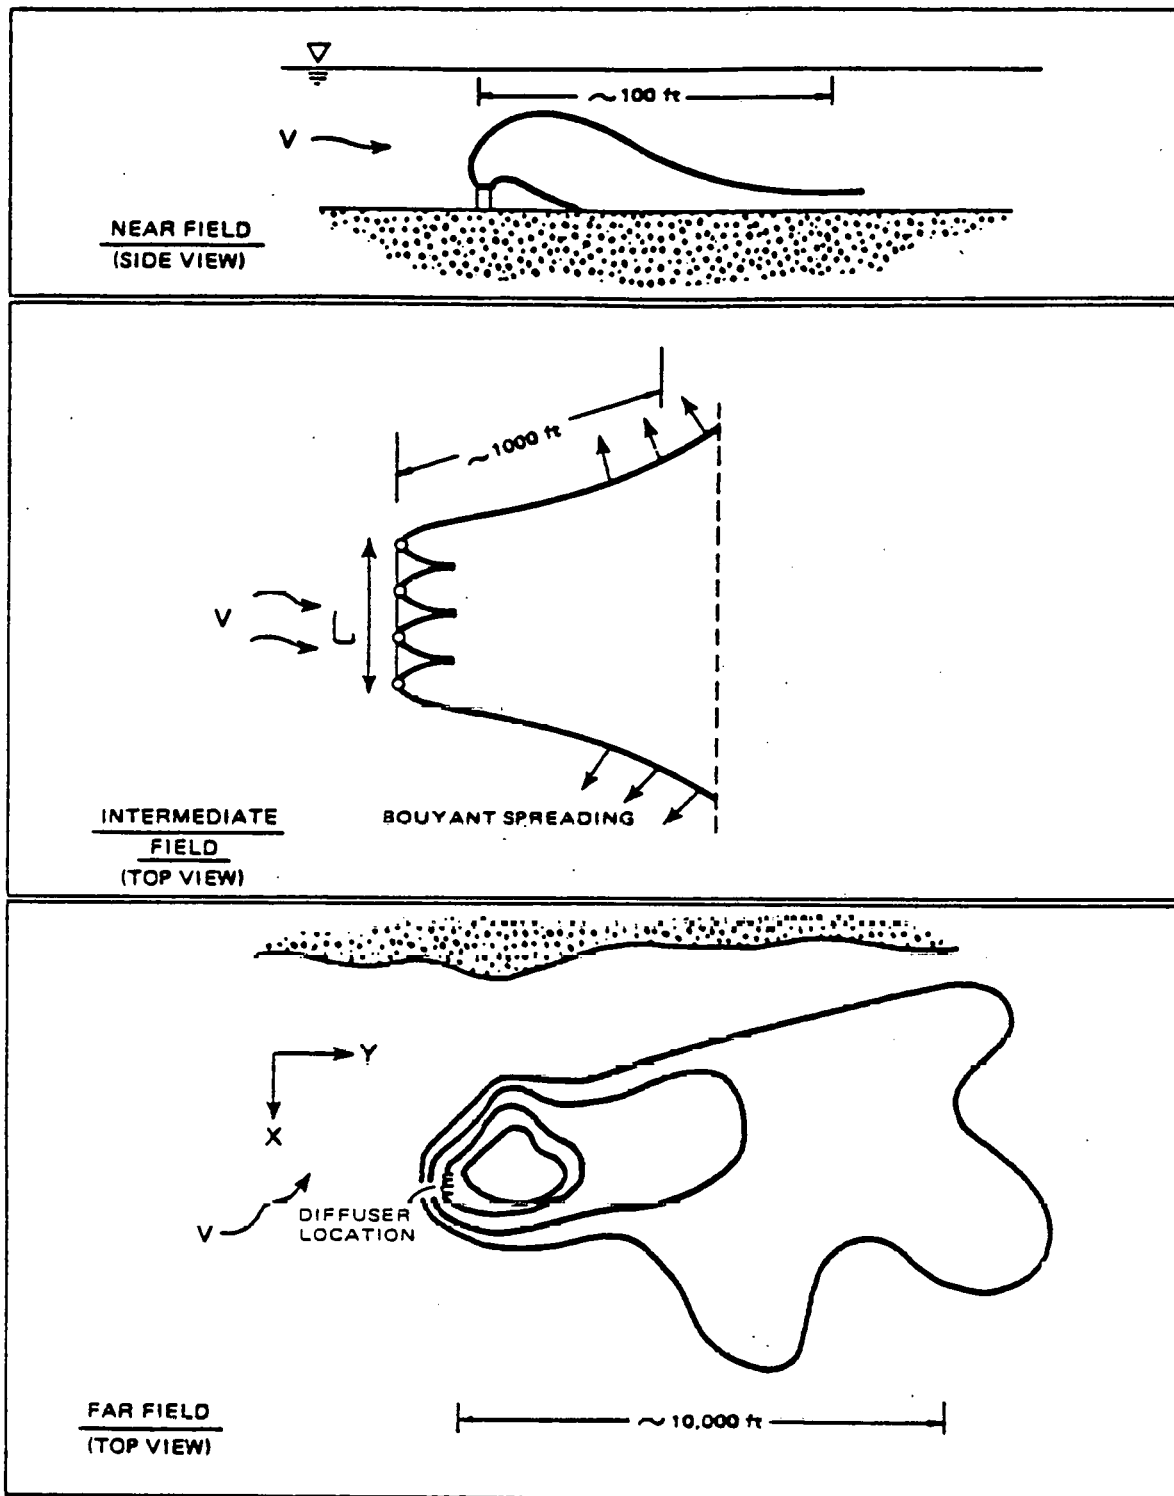 ~100 ft
V
NEAR FIELD
(SIDE VIEW)
~1000 ft
V
L
BOUYANT SPREADING
INTERMEDIATE
FIELD
(TOP VIEW)
Y
X
V
DIFFUSER
LOCATION
FAR FIELD
(TOP VIEW)
~10,000 ft